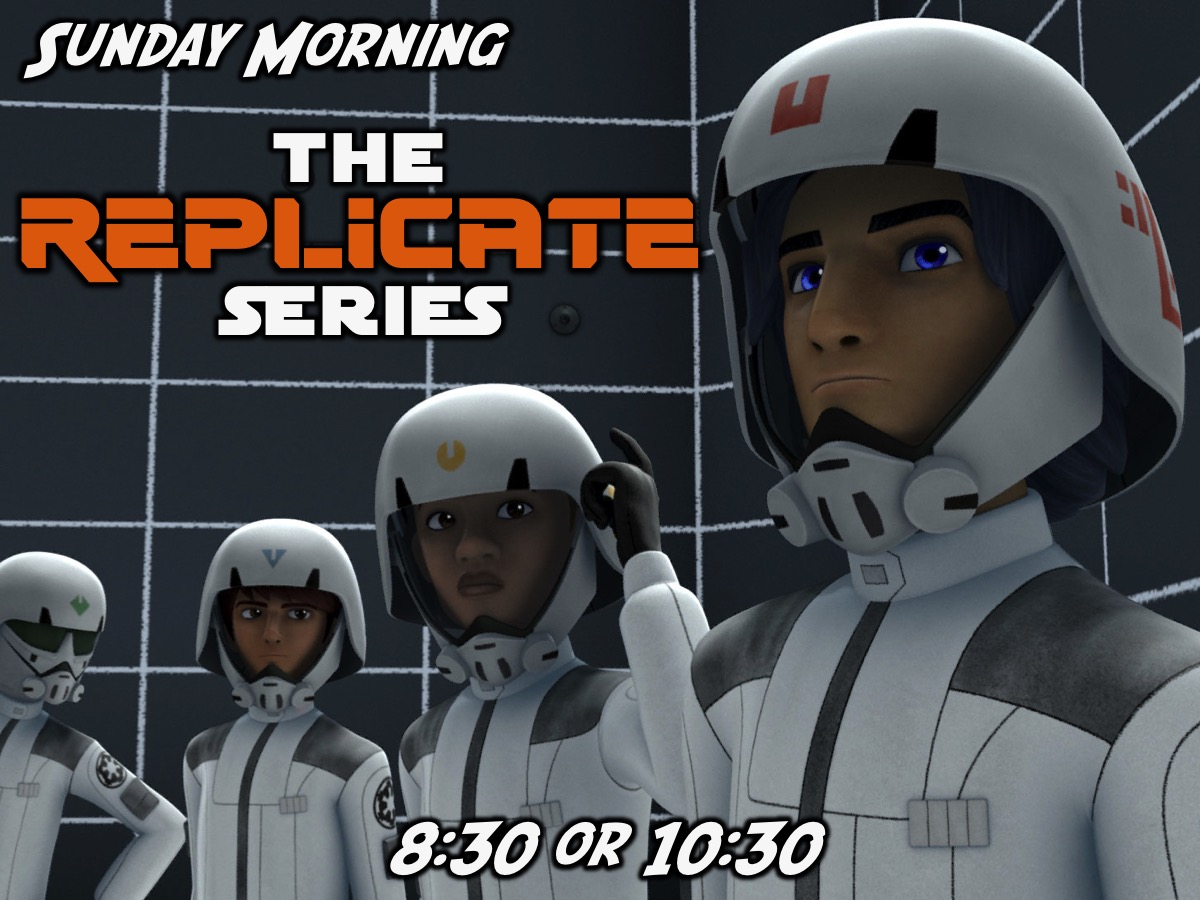 Sunday Morning
THE
REPLiCATE
SERIES
8:30 OR 10:30